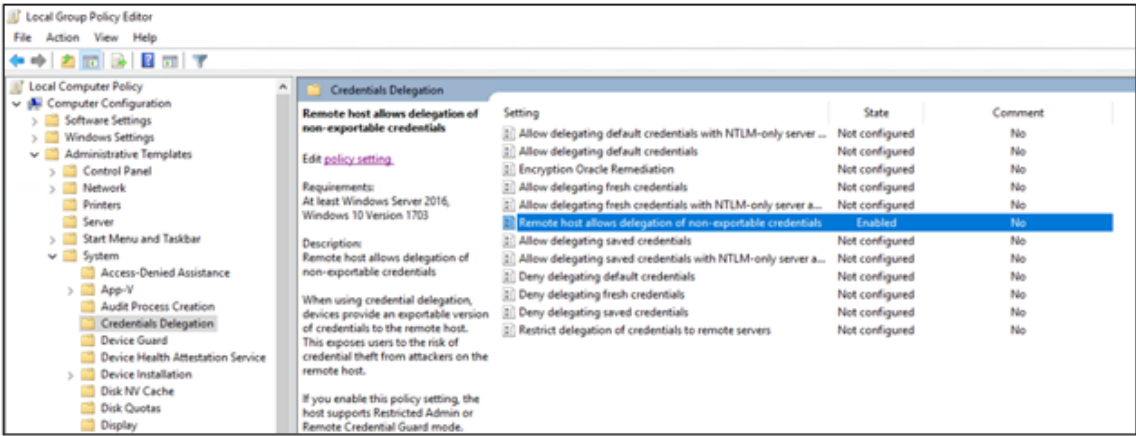 Local Group Policy Editor
File Action View Help
Local Computer Policy
Computer Configuration
Software Settings
Windows Settings
Administrative Templates
Control Panel
Network
Printers
Server
Start Menu and Taskbar
System
Access-Denied Assistance
App-V
Audit Process Creation
Credentials Delegation
Device Guard
Device Health Attestation Service
Device Installation
Disk NV Cache
Disk Quotas
Display
Credentials Delegation
Remote host allows delegation of
non-exportable credentials
Edit policy setting
Requirements:
At least Windows Server 2016,
Windows 10 Version 1703
Description:
Remote host allows delegation of
non-exportable credentials
When using credential delegation,
devices provide an exportable version
of credentials to the remote host.
This exposes users to the risk of
credential theft from attackers on the
remote host.
If you enable this policy setting, the
host supports Restricted Admin or
Remote Credential Guard mode.
Setting State Comment
Allow delegating default credentials with NTLM-only server ... Not configured No
Allow delegating default credentials Not configured No
Encryption Oracle Remediation Not configured No
Allow delegating fresh credentials Not configured No
Allow delegating fresh credentials with NTLM-only server a... Not configured No
Remote host allows delegation of non-exportable credentials Enabled No
Allow delegating saved credentials Not configured No
Allow delegating saved credentials with NTLM-only server a... Not configured No
Deny delegating default credentials Not configured No
Deny delegating fresh credentials Not configured No
Deny delegating saved credentials Not configured No
Restrict delegation of credentials to remote servers Not configured No